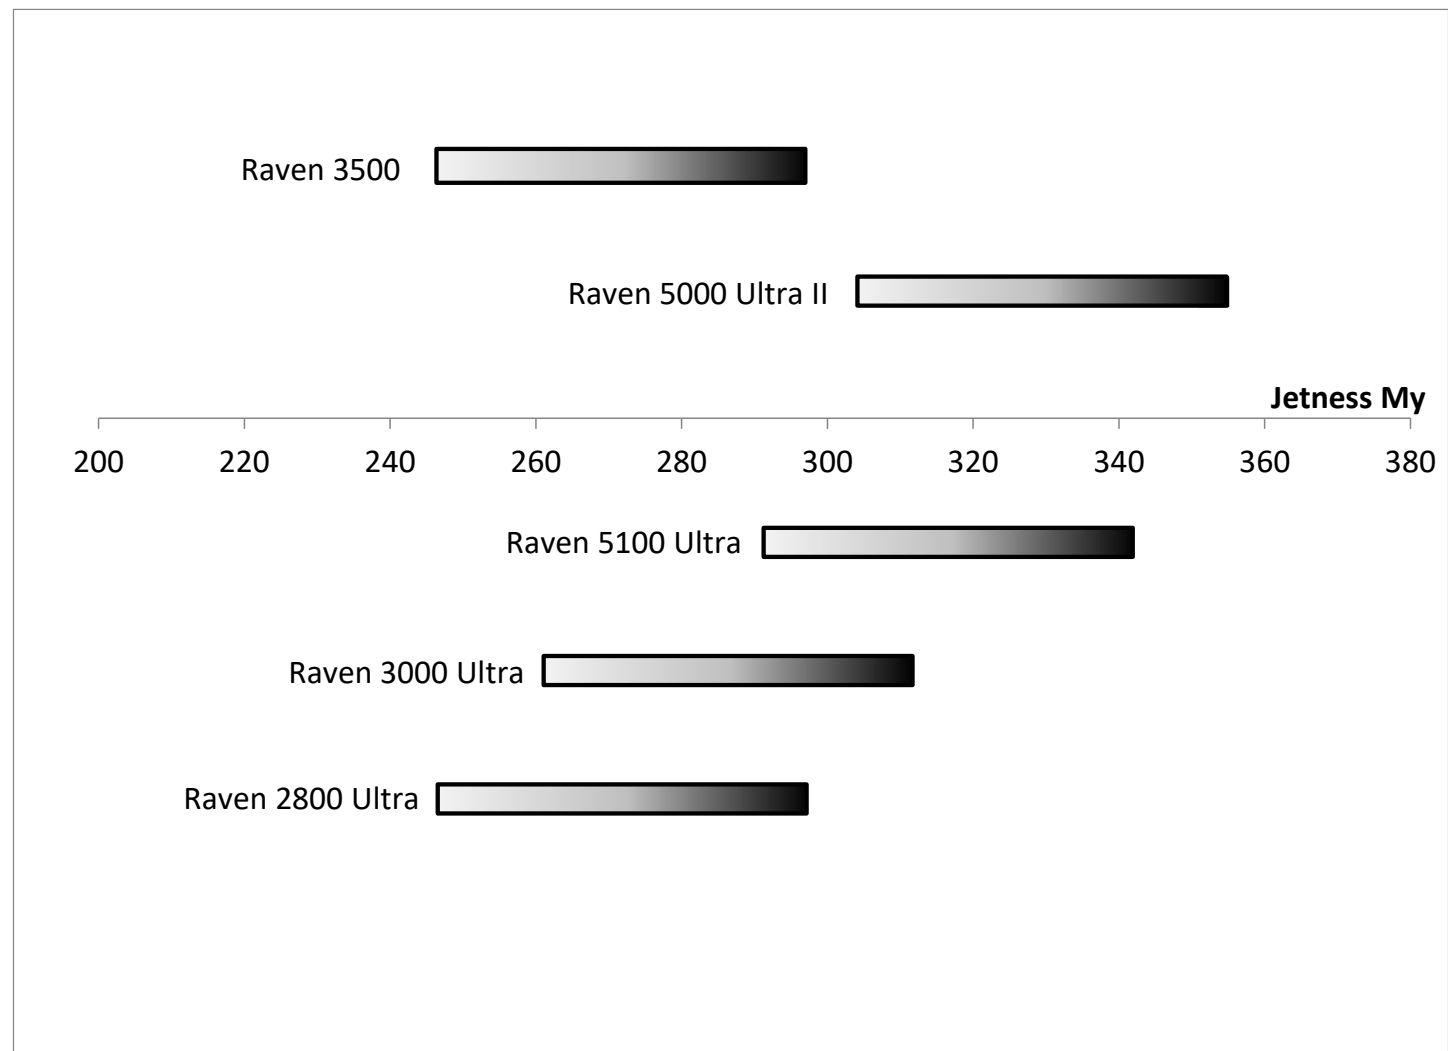 Raven 3500
Raven 5000 Ultra II
Jetness My
200 220 240 260 280 300 320 340 360 380
Raven 5100 Ultra
Raven 3000 Ultra
Raven 2800 Ultra